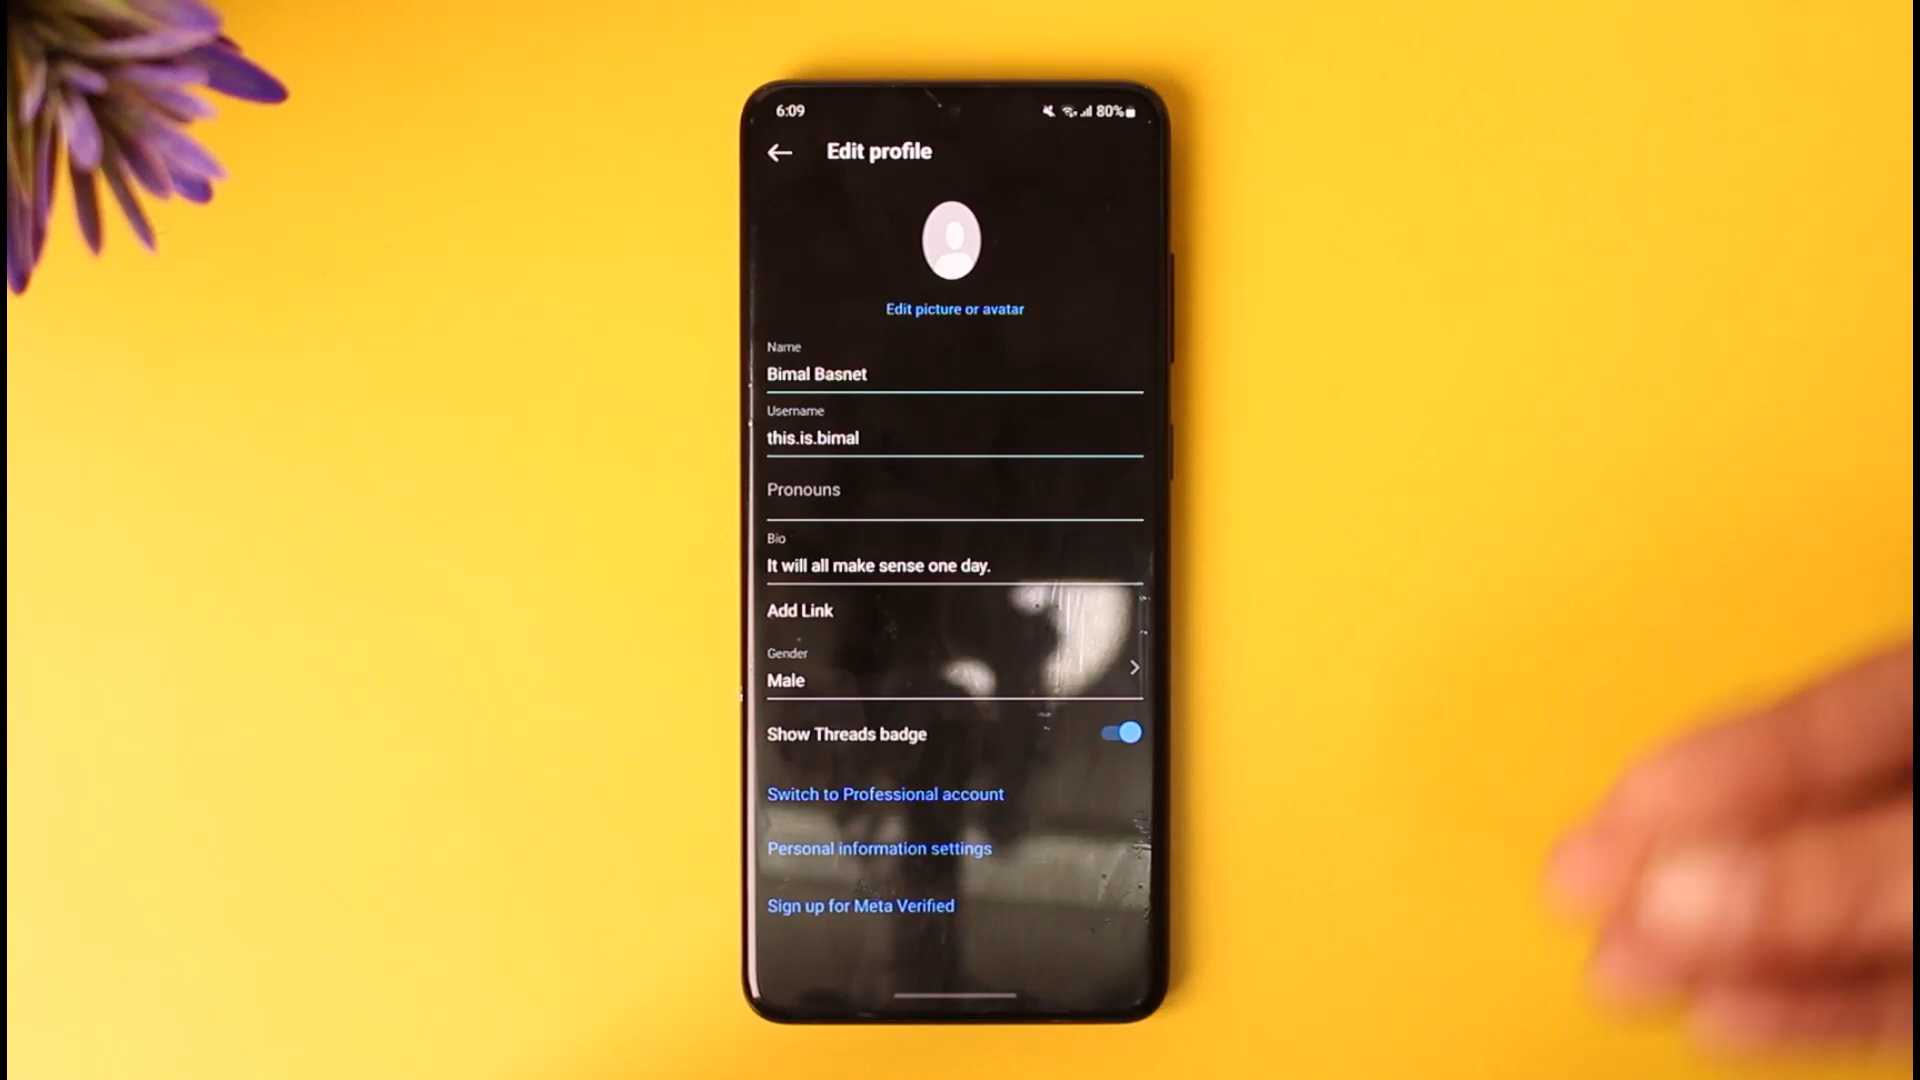 6:09
80%
Edit profile
Edit picture or avatar
Name
Bimal Basnet
Username
this.is.bimal
Pronouns
Bio
It will all make sense one day.
Add Link
Gender
Male
Show Threads badge
Switch to Professional account
Personal information settings
Sign up for Meta Verified